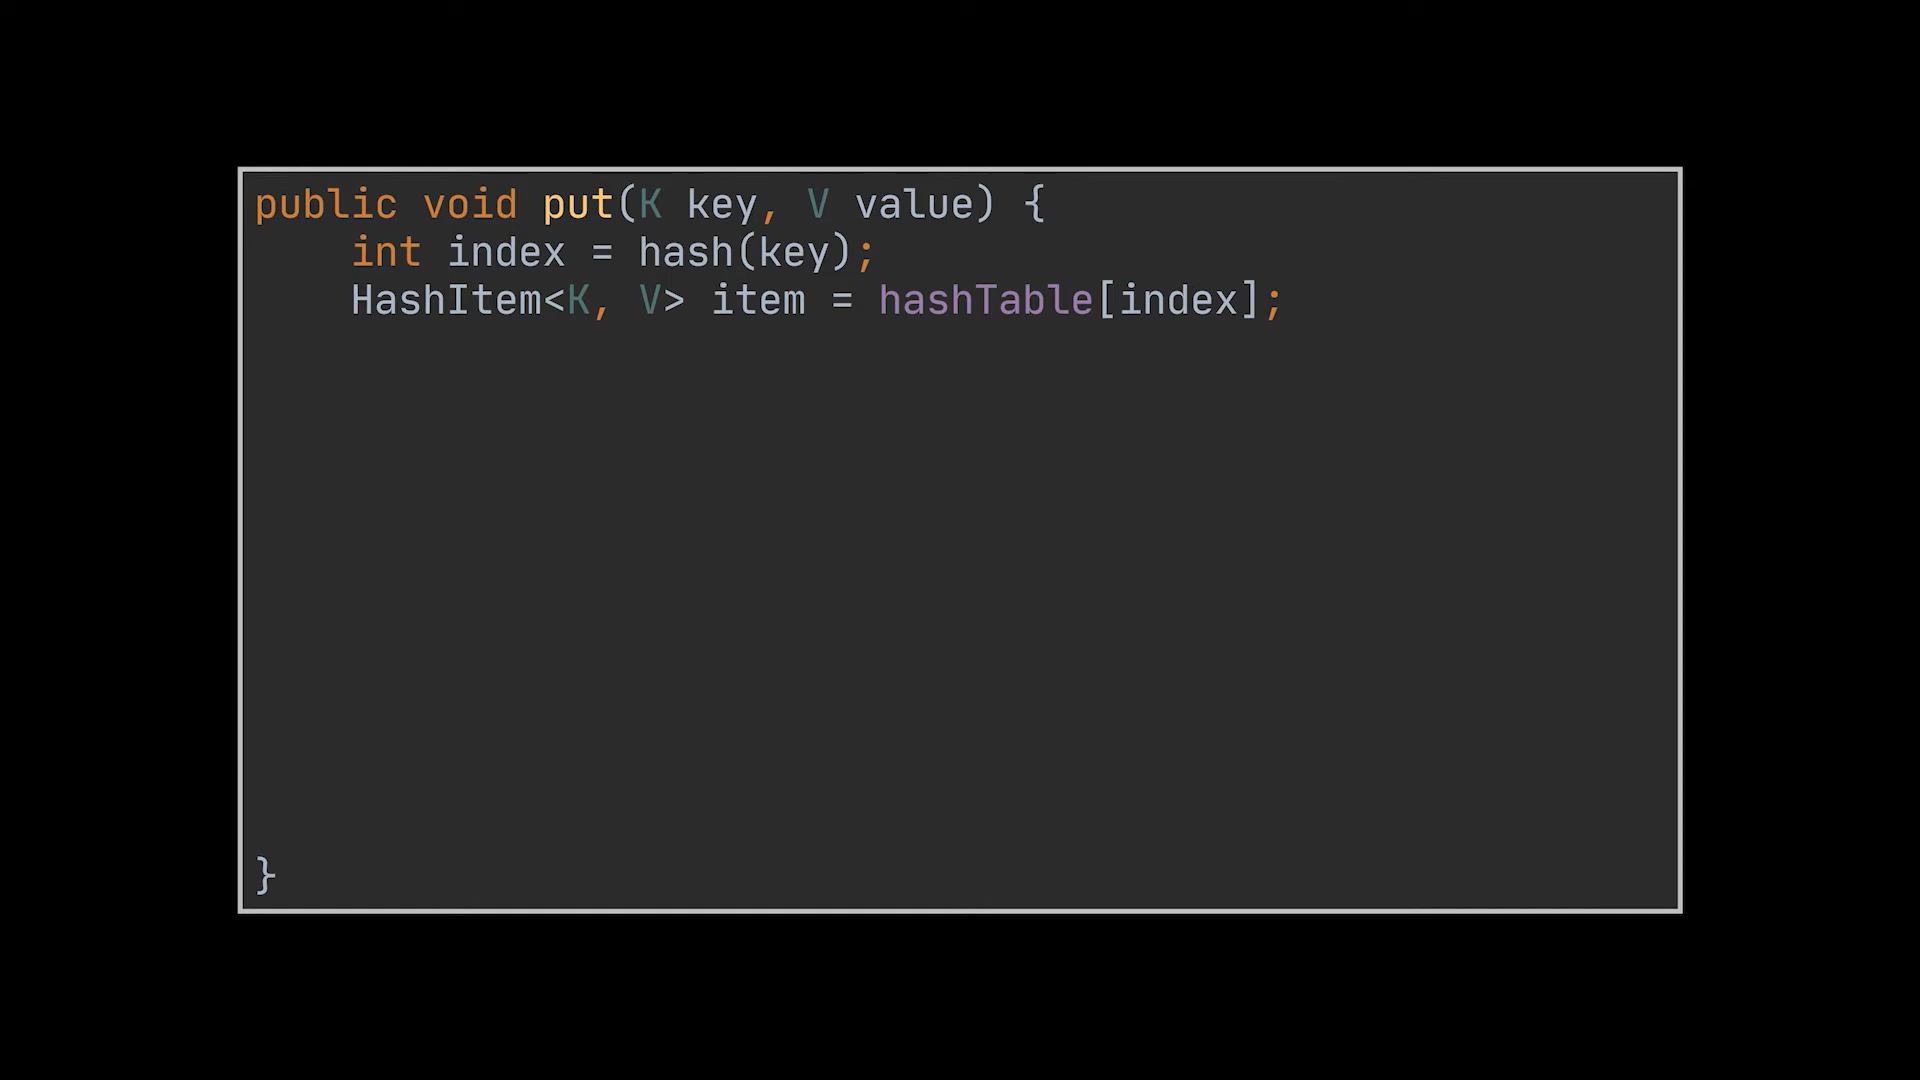 public void put(K key, V value) {
    int index = hash(key);
    HashItem<K, V> item = hashTable[index];
}